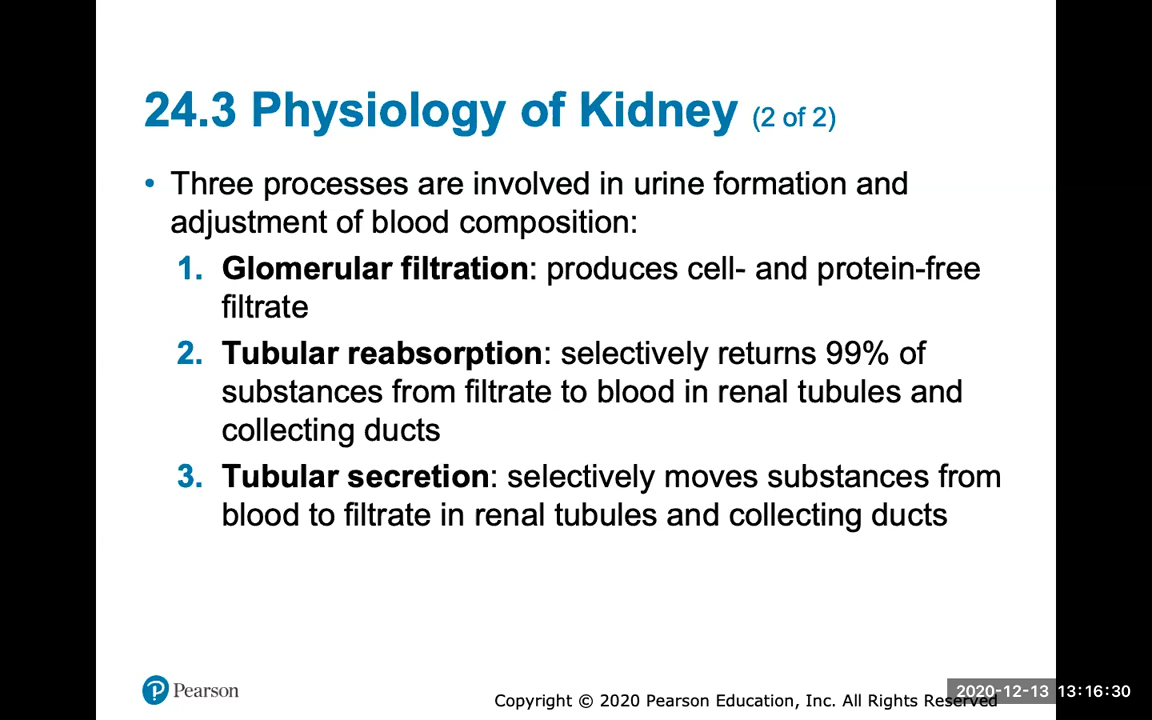 24.3 Physiology of Kidney (2 of 2)
• Three processes are involved in urine formation and
adjustment of blood composition:
1. Glomerular filtration: produces cell- and protein-free
filtrate
2. Tubular reabsorption: selectively returns 99% of
substances from filtrate to blood in renal tubules and
collecting ducts
3. Tubular secretion: selectively moves substances from
blood to filtrate in renal tubules and collecting ducts
Pearson
Copyright © 2020 Pearson Education, Inc. All Rights Reserved
2020-12-13 13:16:30